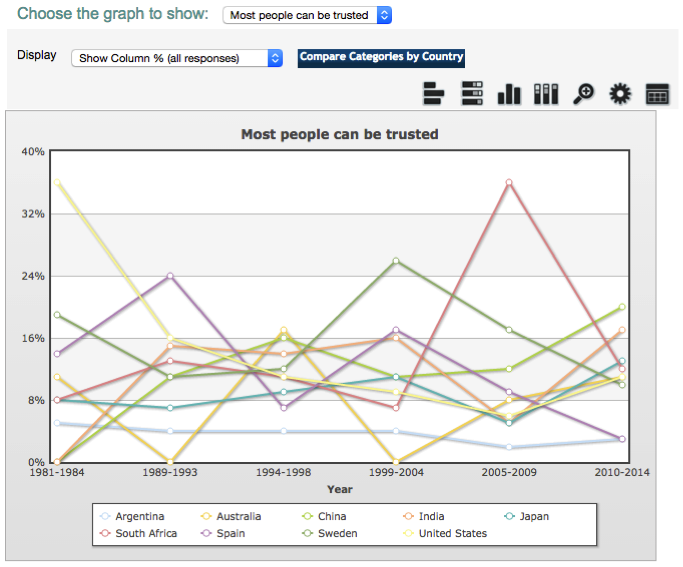 Choose the graph to show: Most people can be trusted
Display Show Column % (all responses) Compare Categories by Country
Most people can be trusted
40%
32%
24%
16%
8%
0%
1981-1984 1989-1993 1994-1998 1999-2004 2005-2009 2010-2014
Year
Argentina Australia China India Japan
South Africa Spain Sweden United States